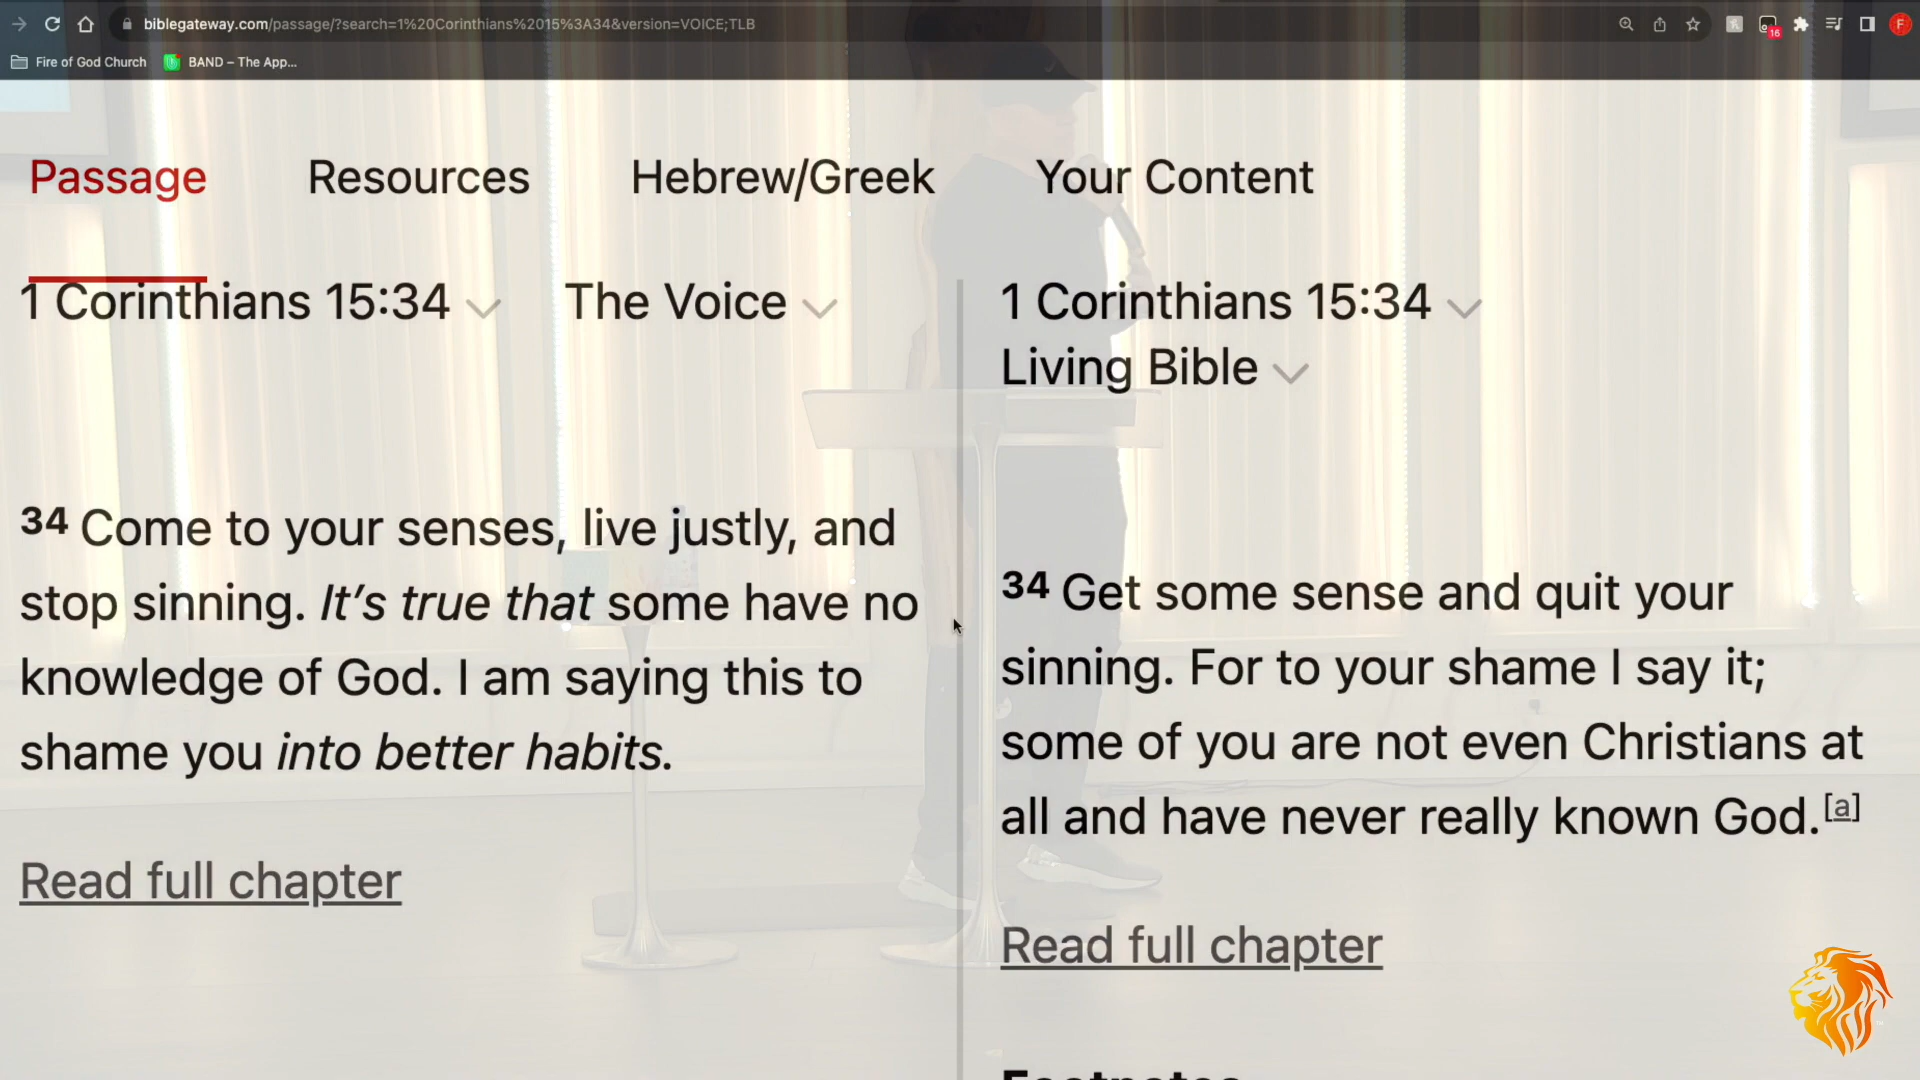 biblegateway.com/passage/?search=1%20Corinthians%2015%3A34&version=VOICE;TLB
16
F
Fire of God Church
BAND – The App...
Passage
Resources
Hebrew/Greek
Your Content
1 Corinthians 15:34
The Voice
34 Come to your senses, live justly, and
stop sinning. It’s true that some have no
knowledge of God. I am saying this to
shame you into better habits.
Read full chapter
1 Corinthians 15:34
Living Bible
34 Get some sense and quit your
sinning. For to your shame I say it;
some of you are not even Christians at
all and have never really known God.[a]
Read full chapter
Footnotes